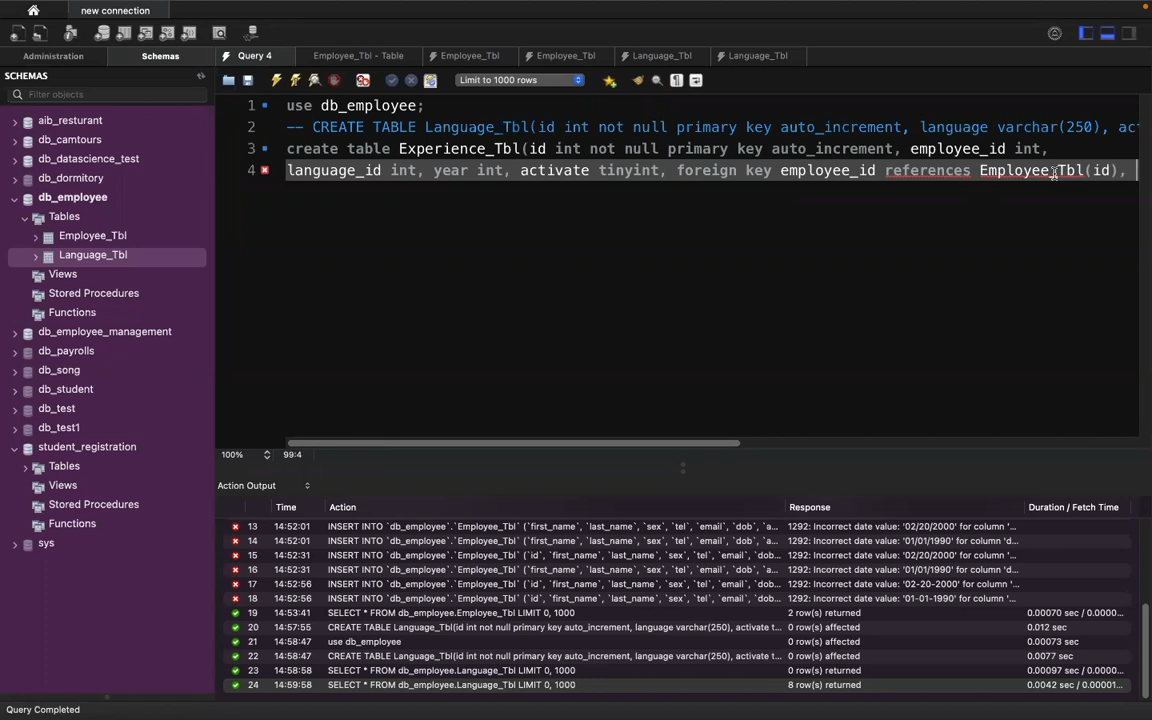 new connection
Administration
Schemas
Query 4
Employee_Tbl - Table
Employee_Tbl
Employee_Tbl
Language_Tbl
Language_Tbl
SCHEMAS
Filter objects
Limit to 1000 rows
aib_resturant
db_camtours
db_datascience_test
db_dormitory
db_employee
Tables
Employee_Tbl
Language_Tbl
Views
Stored Procedures
Functions
db_employee_management
db_payrolls
db_song
db_student
db_test
db_test1
student_registration
Tables
Views
Stored Procedures
Functions
sys
1 use db_employee;
2 -- CREATE TABLE Language_Tbl(id int not null primary key auto_increment, language varchar(250), act
3 create table Experience_Tbl(id int not null primary key auto_increment, employee_id int,
4 language_id int, year int, activate tinyint, foreign key employee_id references Employee_Tbl(id),
100% 99:4
Action Output
Time Action Response Duration / Fetch Time
13 14:52:01 INSERT INTO `db_employee`.`Employee_Tbl` (`first_name`, `last_name`, `sex`, `tel`, `email`, `dob`, `a... 1292: Incorrect date value: '02/20/2000' for column '...
14 14:52:01 INSERT INTO `db_employee`.`Employee_Tbl` (`first_name`, `last_name`, `sex`, `tel`, `email`, `dob`, `a... 1292: Incorrect date value: '01/01/1990' for column 'd...
15 14:52:31 INSERT INTO `db_employee`.`Employee_Tbl` (`id`, `first_name`, `last_name`, `sex`, `tel`, `email`, `dob... 1292: Incorrect date value: '02/20/2000' for column '...
16 14:52:31 INSERT INTO `db_employee`.`Employee_Tbl` (`first_name`, `last_name`, `sex`, `tel`, `email`, `dob`, `a... 1292: Incorrect date value: '01/01/1990' for column 'd...
17 14:52:56 INSERT INTO `db_employee`.`Employee_Tbl` (`id`, `first_name`, `last_name`, `sex`, `tel`, `email`, `dob... 1292: Incorrect date value: '02-20-2000' for column '...
18 14:52:56 INSERT INTO `db_employee`.`Employee_Tbl` (`id`, `first_name`, `last_name`, `sex`, `tel`, `email`, `dob... 1292: Incorrect date value: '01-01-1990' for column 'd...
19 14:53:41 SELECT * FROM db_employee.Employee_Tbl LIMIT 0, 1000 2 row(s) returned 0.00070 sec / 0.0000...
20 14:57:55 CREATE TABLE Language_Tbl(id int not null primary key auto_increment, language varchar(250), activate t... 0 row(s) affected 0.012 sec
21 14:58:47 use db_employee 0 row(s) affected 0.00073 sec
22 14:58:47 CREATE TABLE Language_Tbl(id int not null primary key auto_increment, language varchar(250), activate t... 0 row(s) affected 0.0077 sec
23 14:58:58 SELECT * FROM db_employee.Language_Tbl LIMIT 0, 1000 0 row(s) returned 0.00097 sec / 0.0000...
24 14:59:58 SELECT * FROM db_employee.Language_Tbl LIMIT 0, 1000 8 row(s) returned 0.0042 sec / 0.00001...
Query Completed